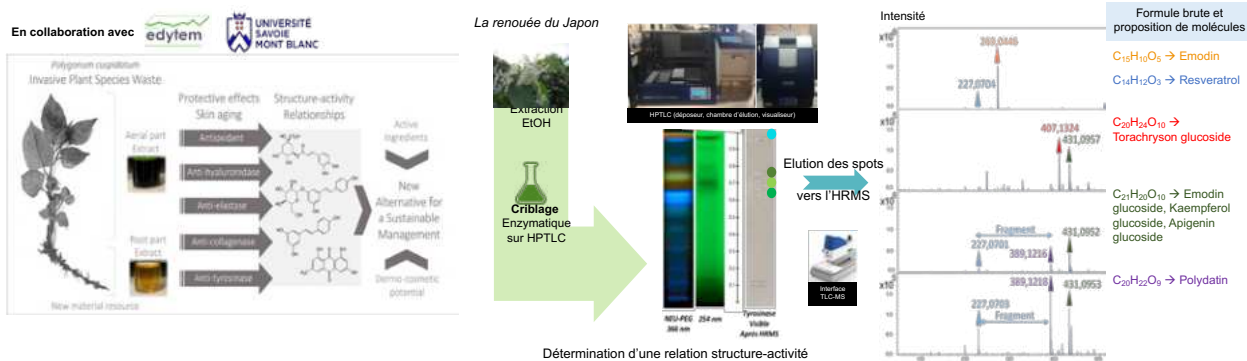 En collaboration avec
edytem
UNIVERSITÉ
SAVOIE
MONT BLANC
Polygonum cuspidatum
Invasive Plant Species Waste
Protective effects
Skin aging
Structure-activity
Relationships
Aerial part
Extract
Root part
Extract
New material resource
Antioxidant
Anti-hyaluronidase
Anti-elastase
Anti-collagenase
Anti-tyrosinase
Active
ingredients
New
Alternative for
a Sustainable
Management
Dermo-cosmetic
potential
La renouée du Japon
Extraction
EtOH
Criblage
Enzymatique
sur HPTLC
HPTLC (déposeur, chambre d'élution, visualiseur)
NEU-PEG
366 nm
254 nm
Tyrosinase
Visible
Après HRMS
Elution des spots
vers l'HRMS
Interface
TLC-MS
Détermination d'une relation structure-activité
Intensité
269,0446
227,0704
407,1324
431,0957
Fragment
227,0701
389,1216
431,0952
389,1218
227,0703
431,0953
Fragment
Formule brute et
proposition de molécules
C₁₅H₁₀O₅ → Emodin
C₁₄H₁₂O₃ → Resveratrol
C₂₀H₂₄O₁₀ →
Torachryson glucoside
C₂₁H₂₀O₁₀ → Emodin
glucoside, Kaempferol
glucoside, Apigenin
glucoside
C₂₀H₂₂O₉ → Polydatin